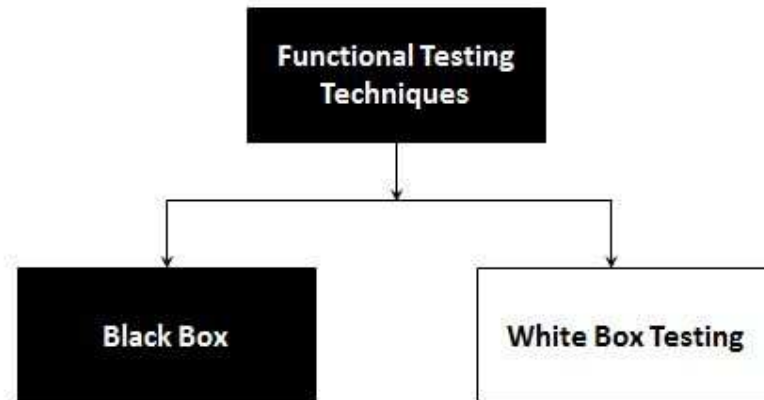 Functional Testing
Techniques
Black Box
White Box Testing